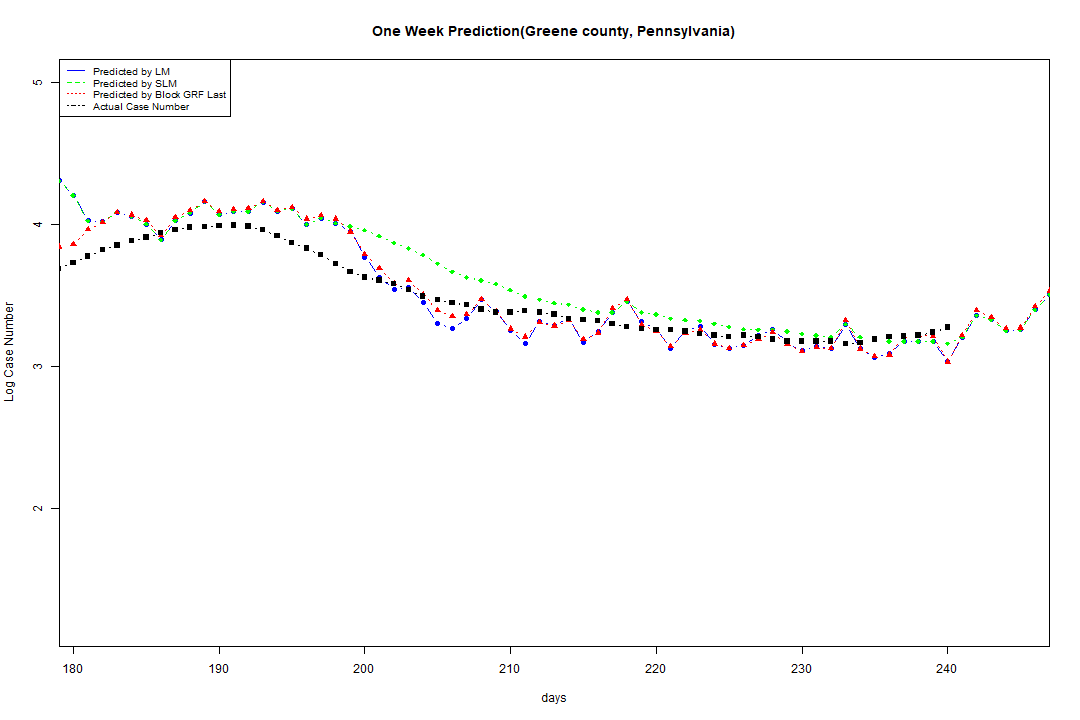 One Week Prediction(Greene county, Pennsylvania)
Predicted by LM
Predicted by SLM
Predicted by Block GRF Last
Actual Case Number
5
4
3
2
Log Case Number
180 190 200 210 220 230 240
days